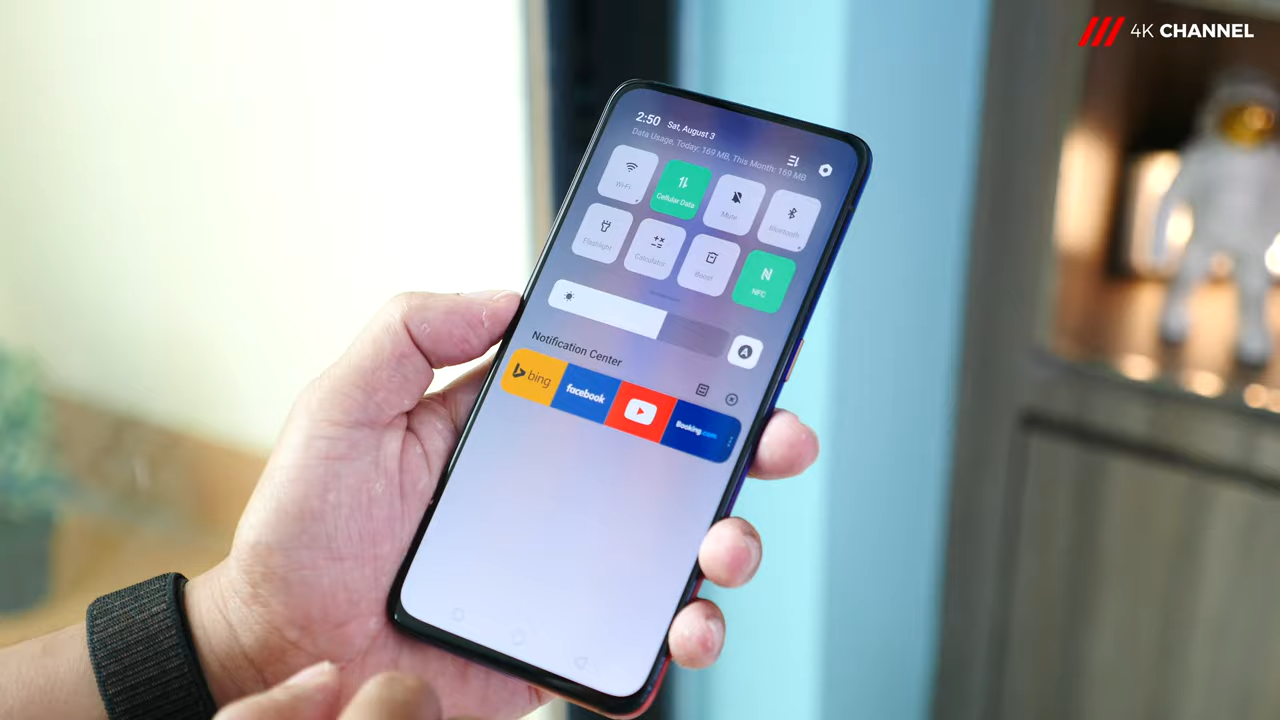 4K CHANNEL
2:50 Sat, August 3
Data Usage, Today: 169 MB, This Month: 169 MB
Wi-Fi
Cellular Data
Mute
Bluetooth
Flashlight
Calculator
Boost
NFC
A
Notification Center
bing
facebook
Booking.com